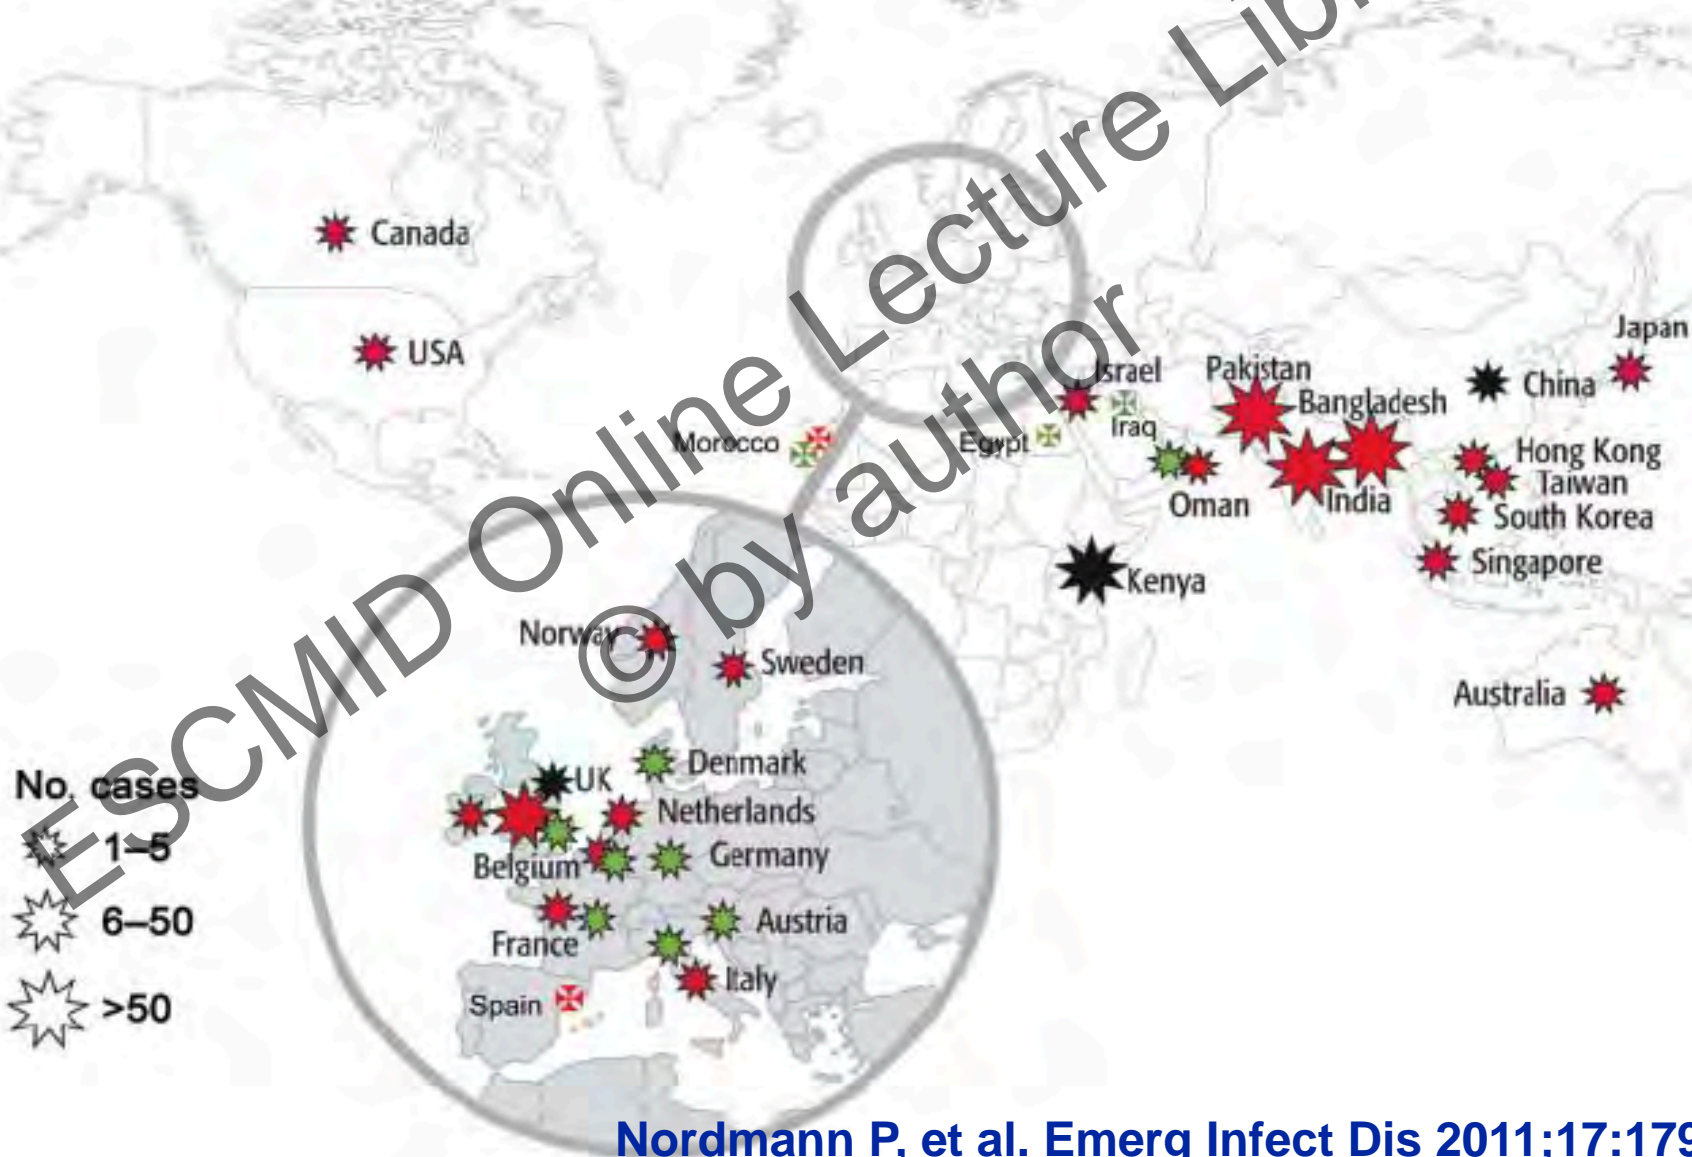 ESCMID Online Lecture
© by author
Canada
USA
Japan
Israel
Pakistan
China
Bangladesh
Iraq
Morocco
Egypt
Hong Kong
Taiwan
Oman
India
South Korea
Singapore
Kenya
Norway
Sweden
Australia
Denmark
UK
Netherlands
Belgium
Germany
Austria
France
Italy
Spain
No. cases
1–5
6–50
>50
Nordmann P, et al. Emerg Infect Dis 2011;17:179